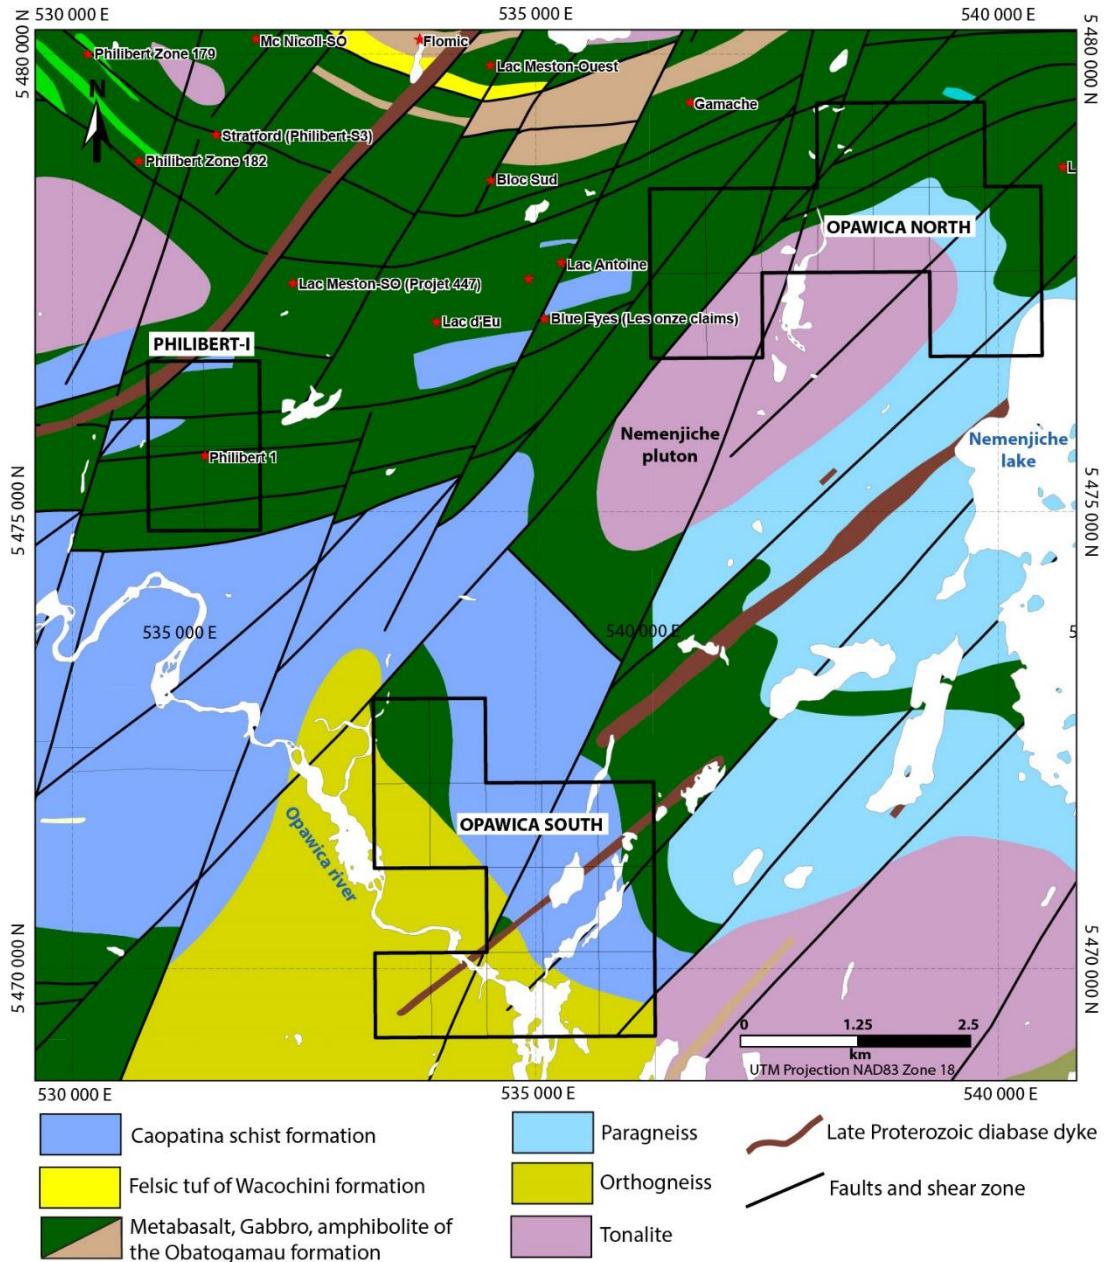 530 000 E
535 000 E
540 000 E
5 480 000 N
5 480 000 N
Mc Nicoll-SO
Flomic
Philibert Zone 179
Lac Meston-Ouest
N
Gamache
Stratford (Philibert-S3)
Philibert Zone 182
L
Bloc Sud
OPAWICA NORTH
Lac Antoine
Lac Meston-SO (Projet 447)
Lac d'Eu
Blue Eyes (Les onze claims)
PHILIBERT-I
Nemenjiche
pluton
Nemenjiche
lake
Philibert 1
5 475 000 N
5 475 000 N
535 000 E
540 000 E
5
OPAWICA SOUTH
Opawica river
5 470 000 N
5 470 000 N
0 1.25 2.5
km
UTM Projection NAD83 Zone 18
530 000 E
535 000 E
540 000 E
Caopatina schist formation
Felsic tuf of Wacochini formation
Metabasalt, Gabbro, amphibolite of
the Obatogamau formation
Paragneiss
Orthogneiss
Tonalite
Late Proterozoic diabase dyke
Faults and shear zone